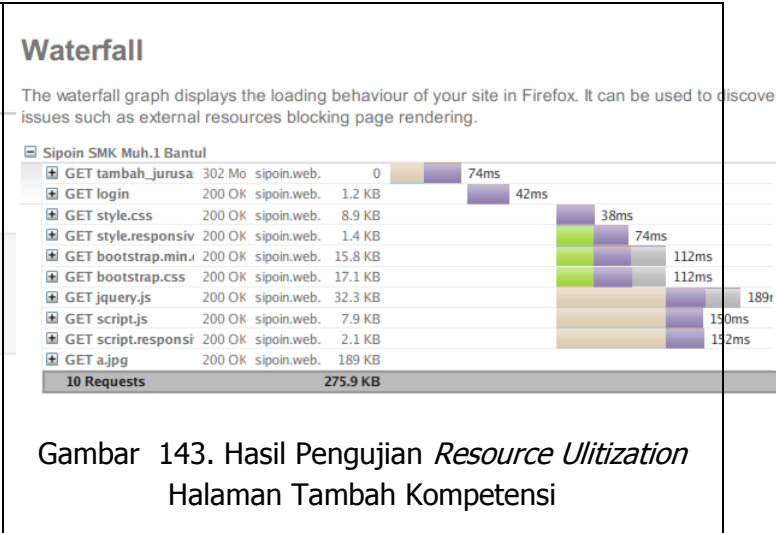 Waterfall
The waterfall graph displays the loading behaviour of your site in Firefox. It can be used to discove
issues such as external resources blocking page rendering.
Sipoin SMK Muh.1 Bantul
GET tambah_jurusa 302 Mo sipoin.web. 0 74ms
GET login 200 OK sipoin.web. 1.2 KB 42ms
GET style.css 200 OK sipoin.web. 8.9 KB 38ms
GET style.responsiv 200 OK sipoin.web. 1.4 KB 74ms
GET bootstrap.min. 200 OK sipoin.web. 15.8 KB 112ms
GET bootstrap.css 200 OK sipoin.web. 17.1 KB 112ms
GET jquery.js 200 OK sipoin.web. 32.3 KB 189
GET script.js 200 OK sipoin.web. 7.9 KB 150ms
GET script.responsi 200 OK sipoin.web. 2.1 KB 152ms
GET a.jpg 200 OK sipoin.web. 189 KB
10 Requests 275.9 KB
Gambar 143. Hasil Pengujian Resource Ulitization
Halaman Tambah Kompetensi